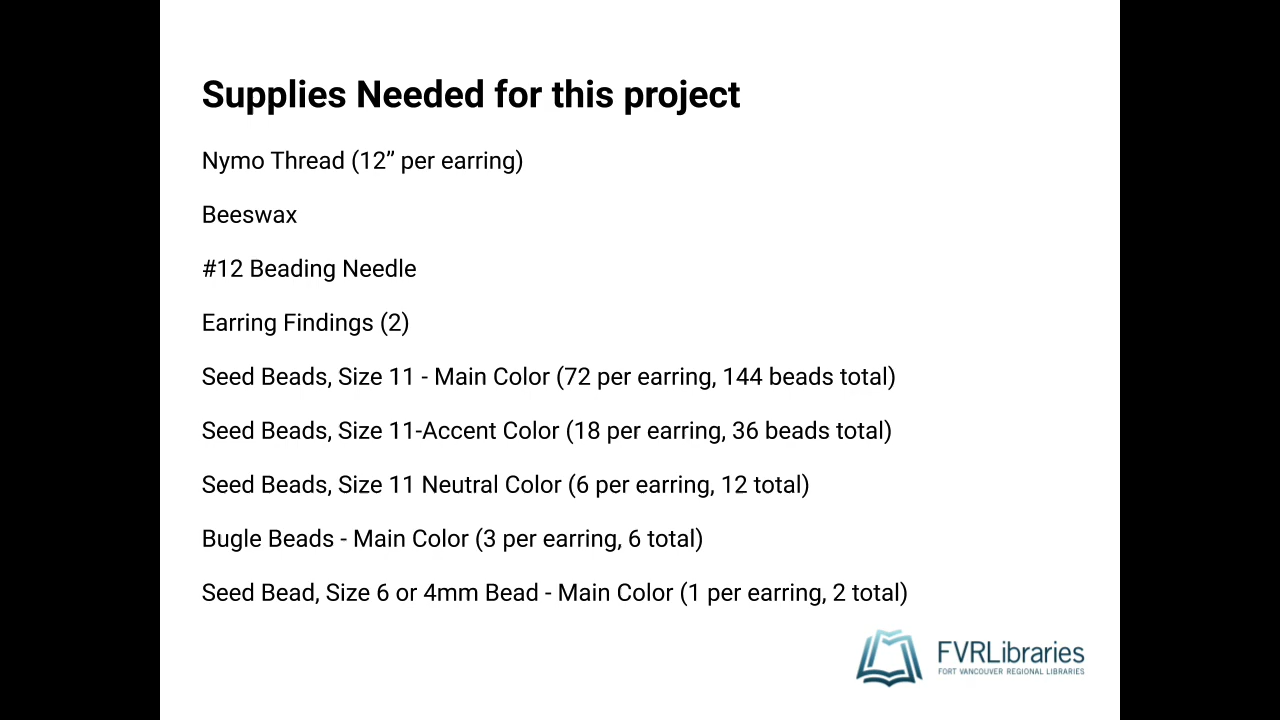 Supplies Needed for this project
Nymo Thread (12” per earring)
Beeswax
#12 Beading Needle
Earring Findings (2)
Seed Beads, Size 11 - Main Color (72 per earring, 144 beads total)
Seed Beads, Size 11-Accent Color (18 per earring, 36 beads total)
Seed Beads, Size 11 Neutral Color (6 per earring, 12 total)
Bugle Beads - Main Color (3 per earring, 6 total)
Seed Bead, Size 6 or 4mm Bead - Main Color (1 per earring, 2 total)
FVRLibraries
FORT VANCOUVER REGIONAL LIBRARIES